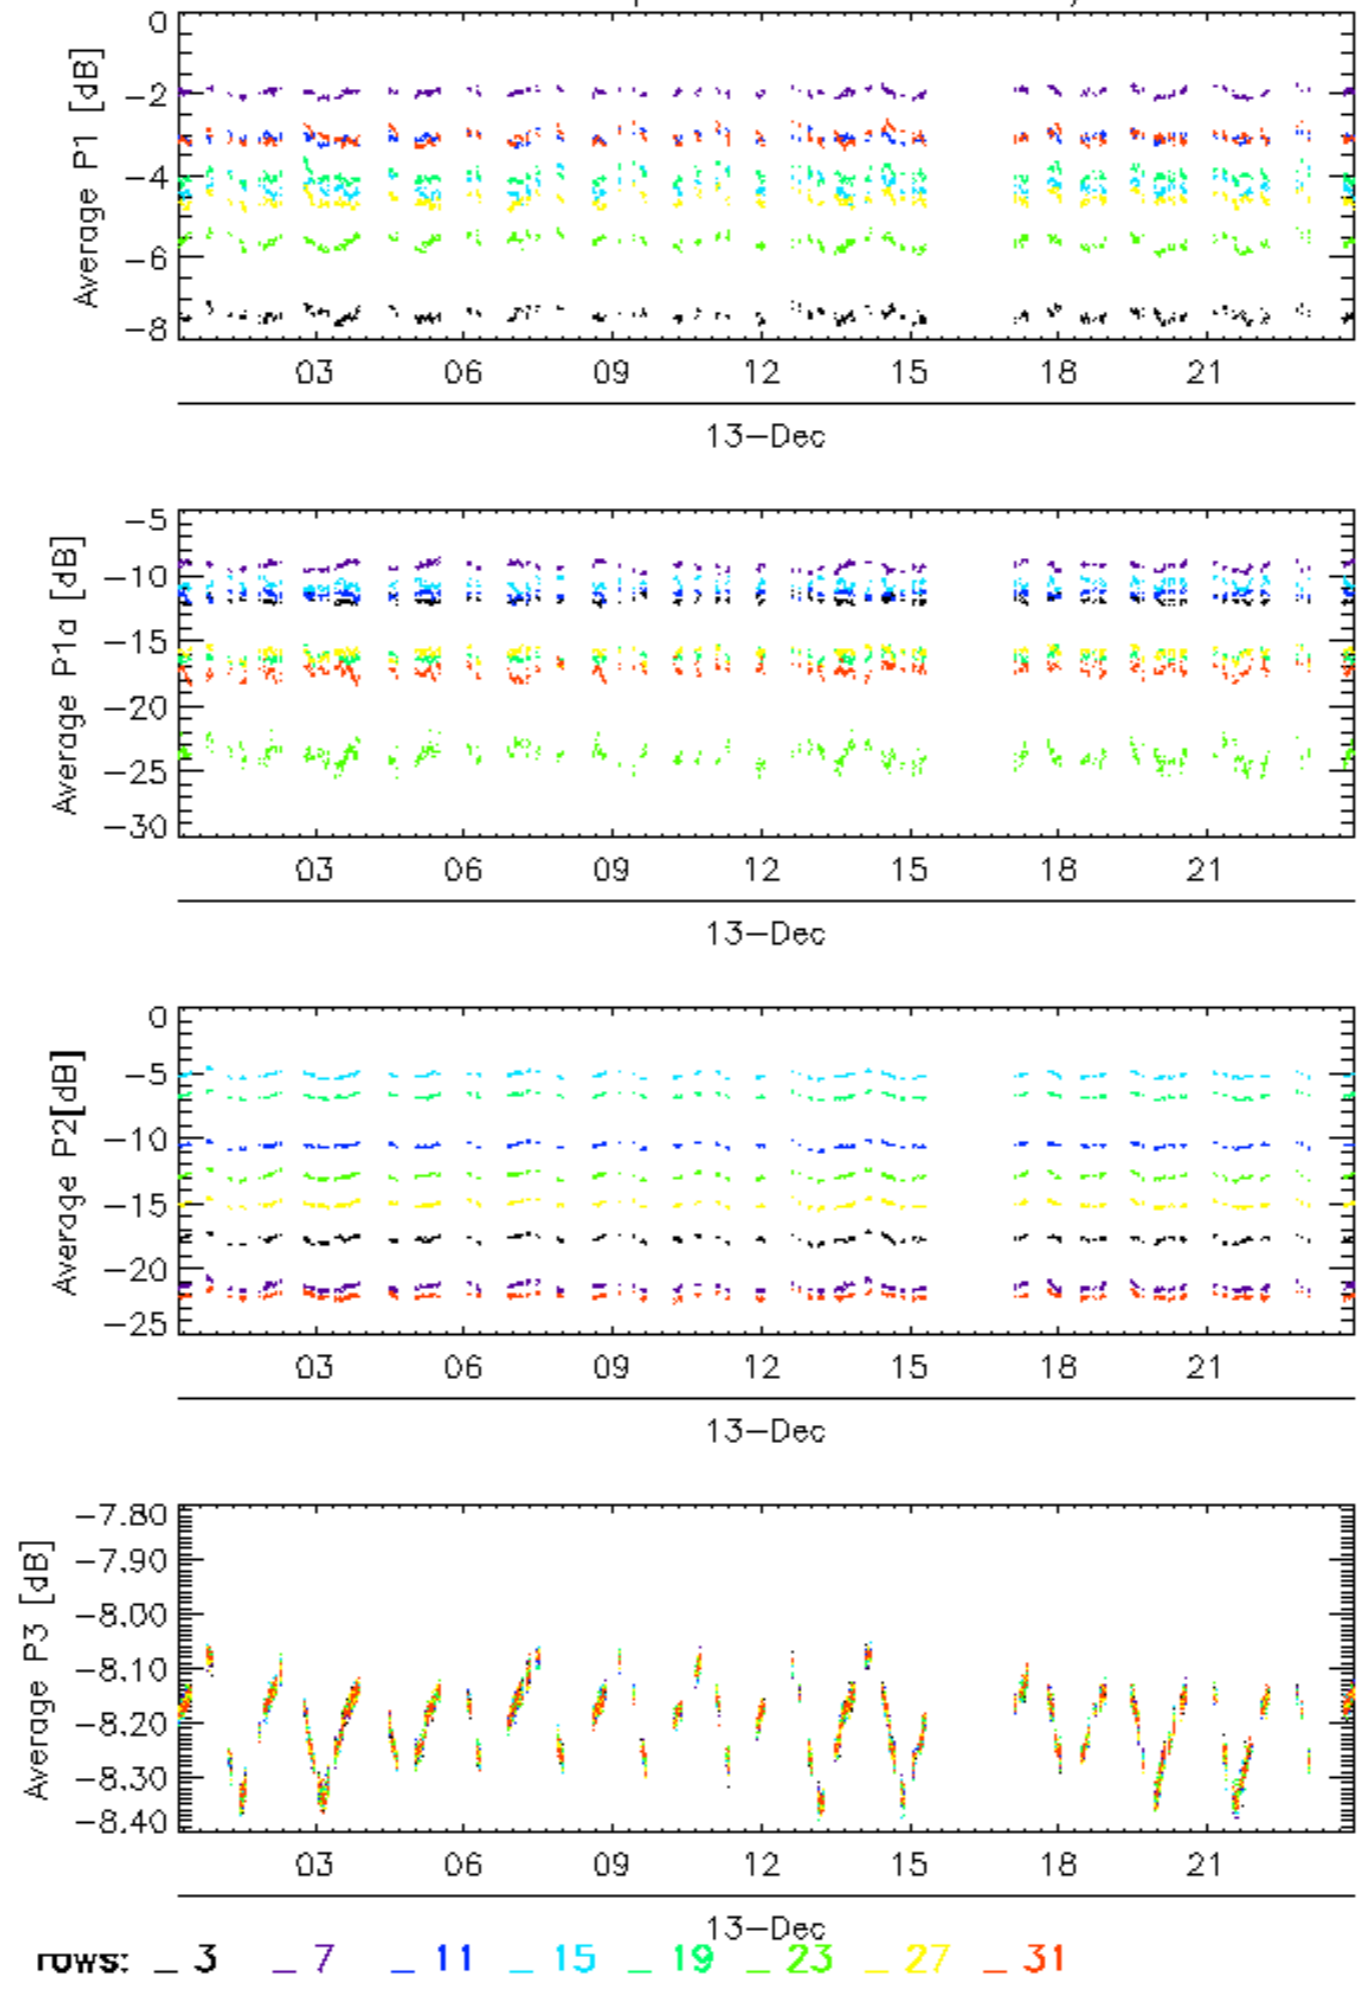 Average P1 [dB]
0
−2
−4
−6
−8
03 06 09 12 15 18 21
13−Dec
Average P1a [dB]
−5
−10
−15
−20
−25
−30
03 06 09 12 15 18 21
13−Dec
Average P2[dB]
0
−5
−10
−15
−20
−25
03 06 09 12 15 18 21
13−Dec
Average P3 [dB]
−7.80
−7.90
−8.00
−8.10
−8.20
−8.30
−8.40
03 06 09 12 15 18 21
13−Dec
rows: _ 3 _ 7 _ 11 _ 15 _ 19 _ 23 _ 27 _ 31